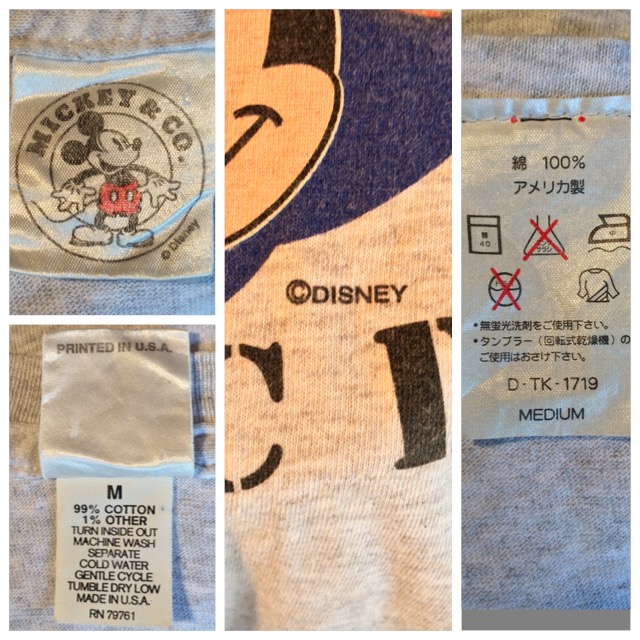 MICKEY & CO.
© Disney
PRINTED IN U.S.A.
M
99% COTTON
1% OTHER
TURN INSIDE OUT
MACHINE WASH
SEPARATE
COLD WATER
GENTLE CYCLE
TUMBLE DRY LOW
MADE IN U.S.A.
RN 79761
©DISNEY
C
綿 100%
アメリカ製
40
中
・無蛍光洗剤をご使用下さい。
・タンブラー(回転式乾燥機)の
ご使用はおさけ下さい。
D-TK-1719
MEDIUM